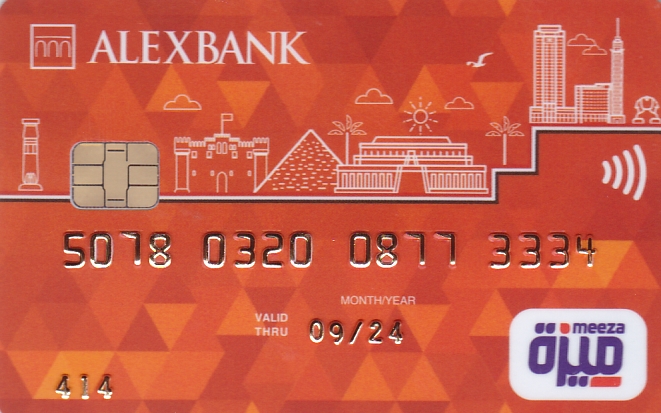 ALEXBANK
5078 0320 0877 3334
MONTH/YEAR
VALID
THRU 09/24
meeza
ميزة
414